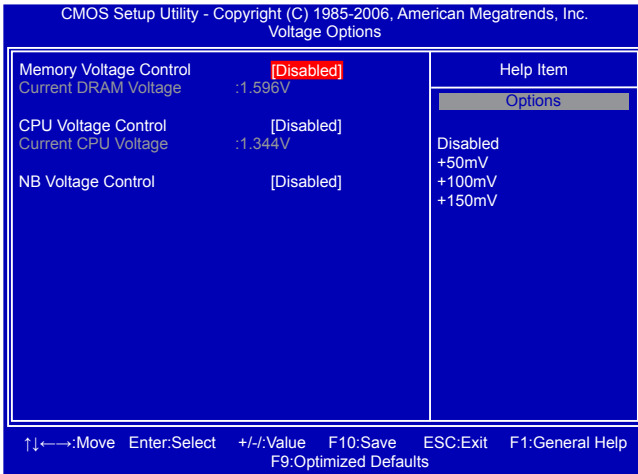 CMOS Setup Utility - Copyright (C) 1985-2006, American Megatrends, Inc.
Voltage Options
Memory Voltage Control [Disabled]
Current DRAM Voltage :1.596V
CPU Voltage Control [Disabled]
Current CPU Voltage :1.344V
NB Voltage Control [Disabled]
Help Item
Options
Disabled
+50mV
+100mV
+150mV
↑↓←→:Move Enter:Select +/-/:Value F10:Save ESC:Exit F1:General Help
F9:Optimized Defaults